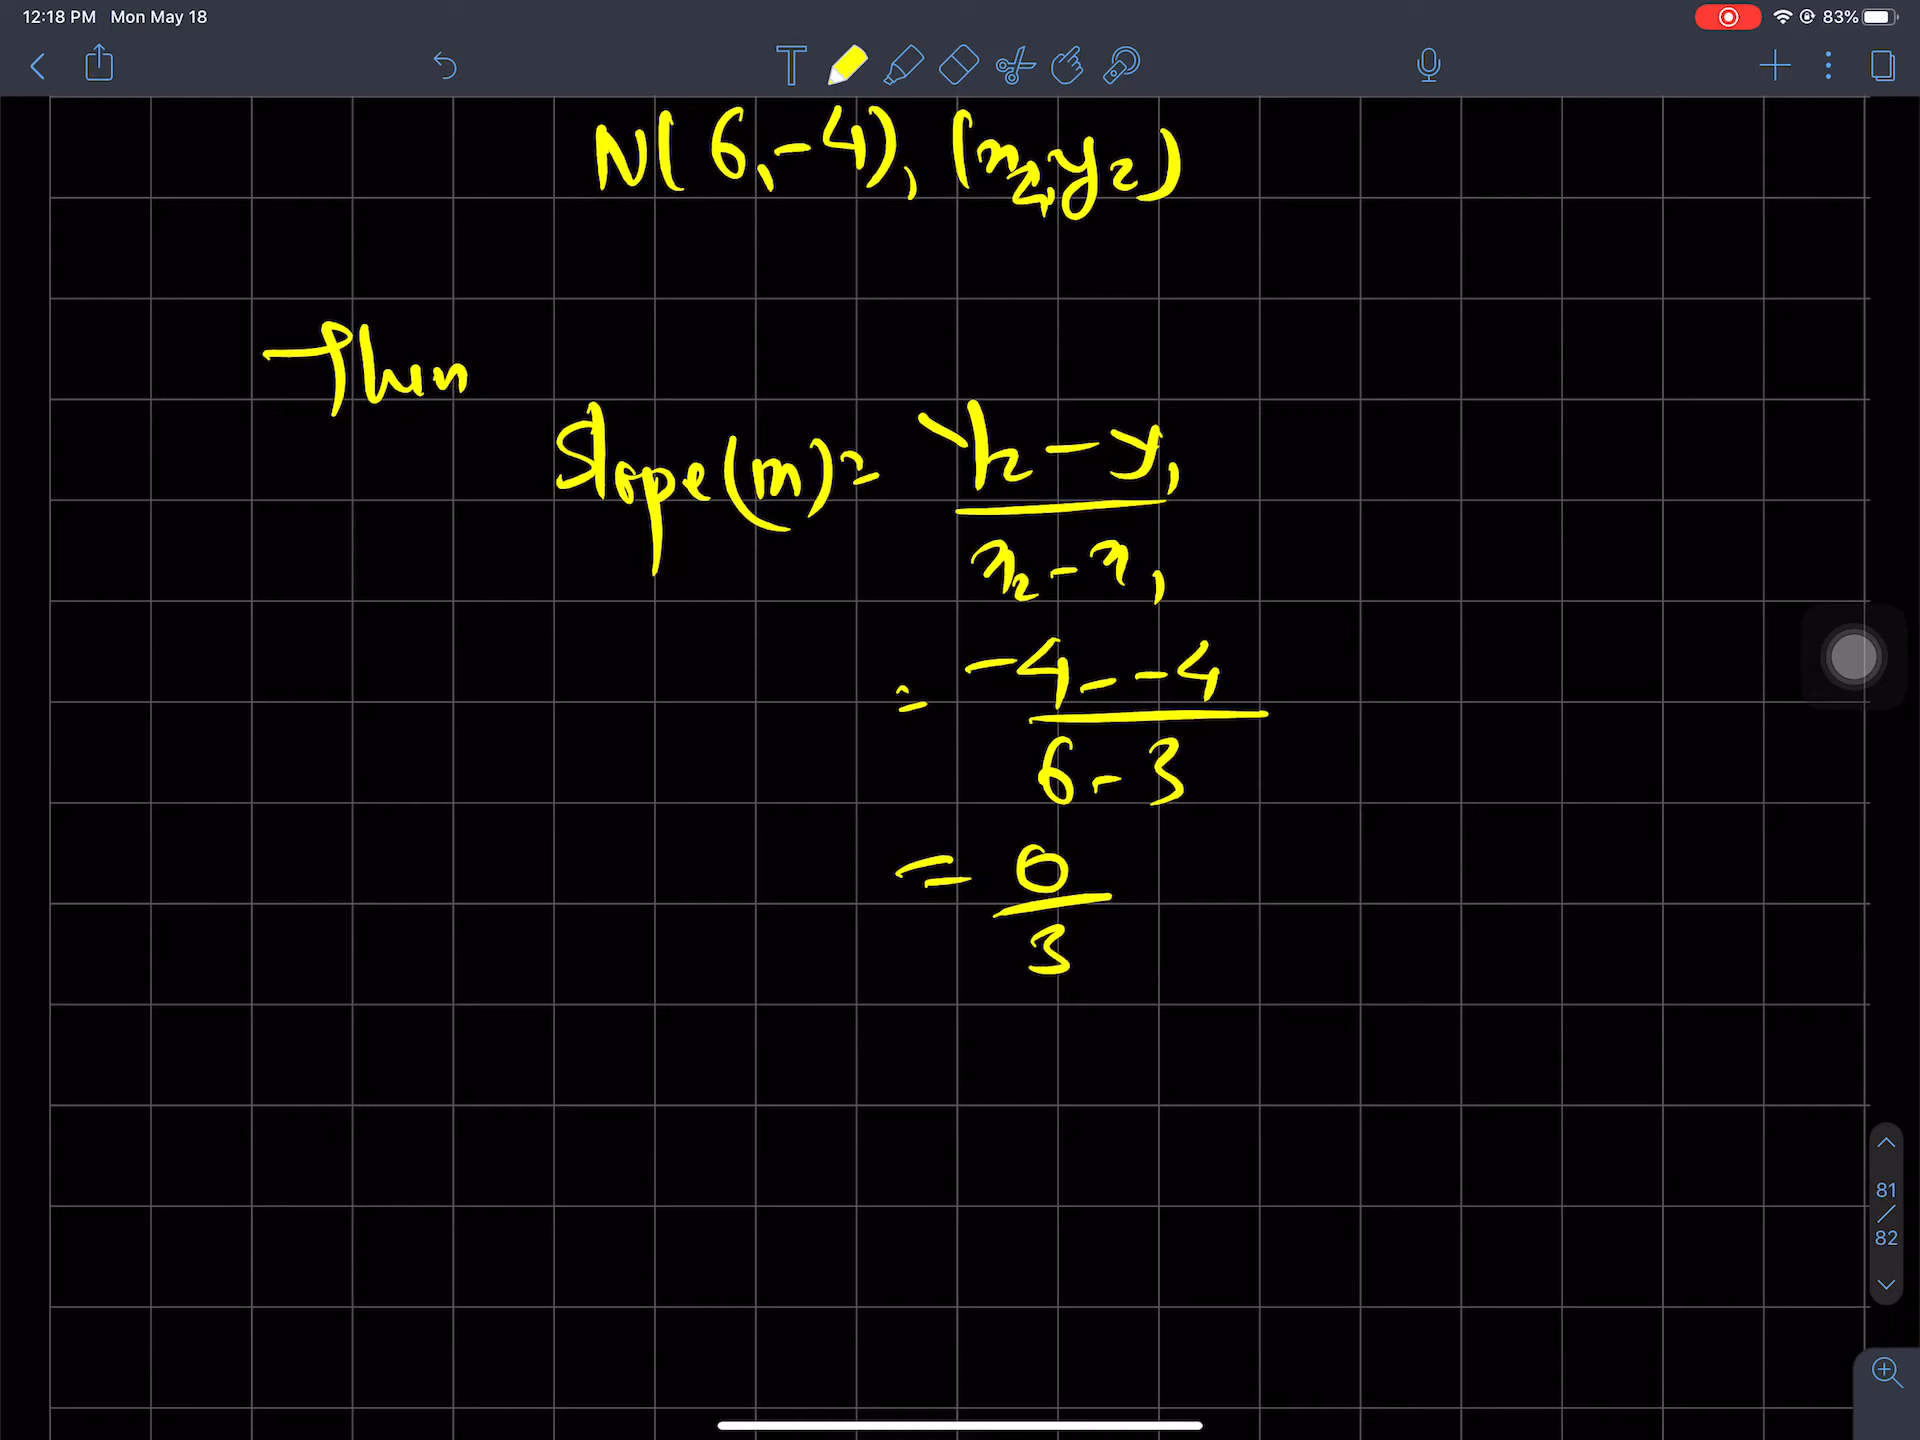 12:18 PM Mon May 18 83%
T
N(6,-4), (x₂,y₂)
Then
Slope(m) = y₂ - y₁
x₂ - x₁
= -4 - -4
6 - 3
= 0
3
81
/
82